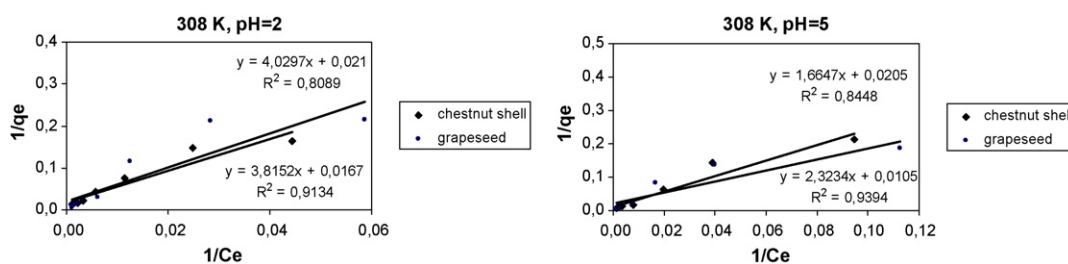 308 K, pH=2
0,4
0,3
0,2
0,1
0,0
1/qe
y = 4,0297x + 0,021
R² = 0,8089
y = 3,8152x + 0,0167
R² = 0,9134
0,00 0,02 0,04 0,06
1/Ce
chestnut shell
grapeseed
308 K, pH=5
0,5
0,4
0,3
0,2
0,1
0,0
1/qe
y = 1,6647x + 0,0205
R² = 0,8448
y = 2,3234x + 0,0105
R² = 0,9394
0,00 0,02 0,04 0,06 0,08 0,10 0,12
1/Ce
chestnut shell
grapeseed